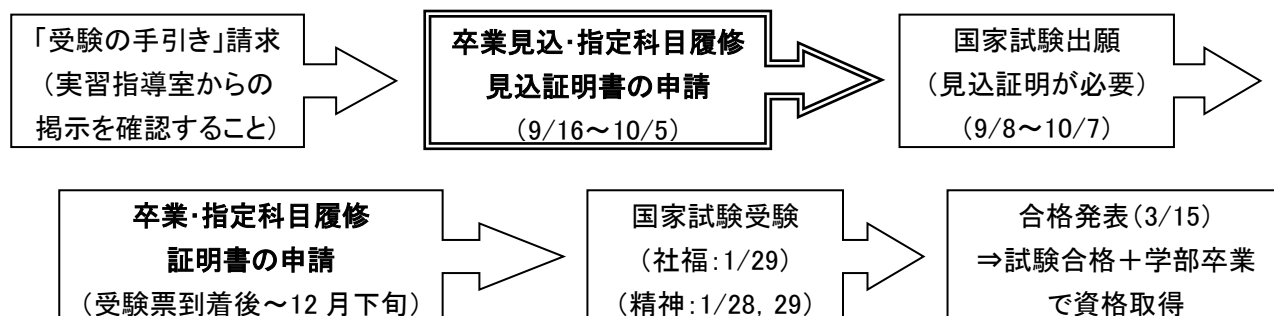 「受験の手引き」請求
（実習指導室からの
掲示を確認すること）
卒業見込･指定科目履修
見込証明書の申請
（9/16～10/5）
国家試験出願
（見込証明が必要）
（9/8～10/7）
卒業･指定科目履修
証明書の申請
（受験票到着後～12 月下旬）
国家試験受験
（社福：1/29）
（精神：1/28, 29）
合格発表（3/15）
⇒試験合格＋学部卒業
で資格取得